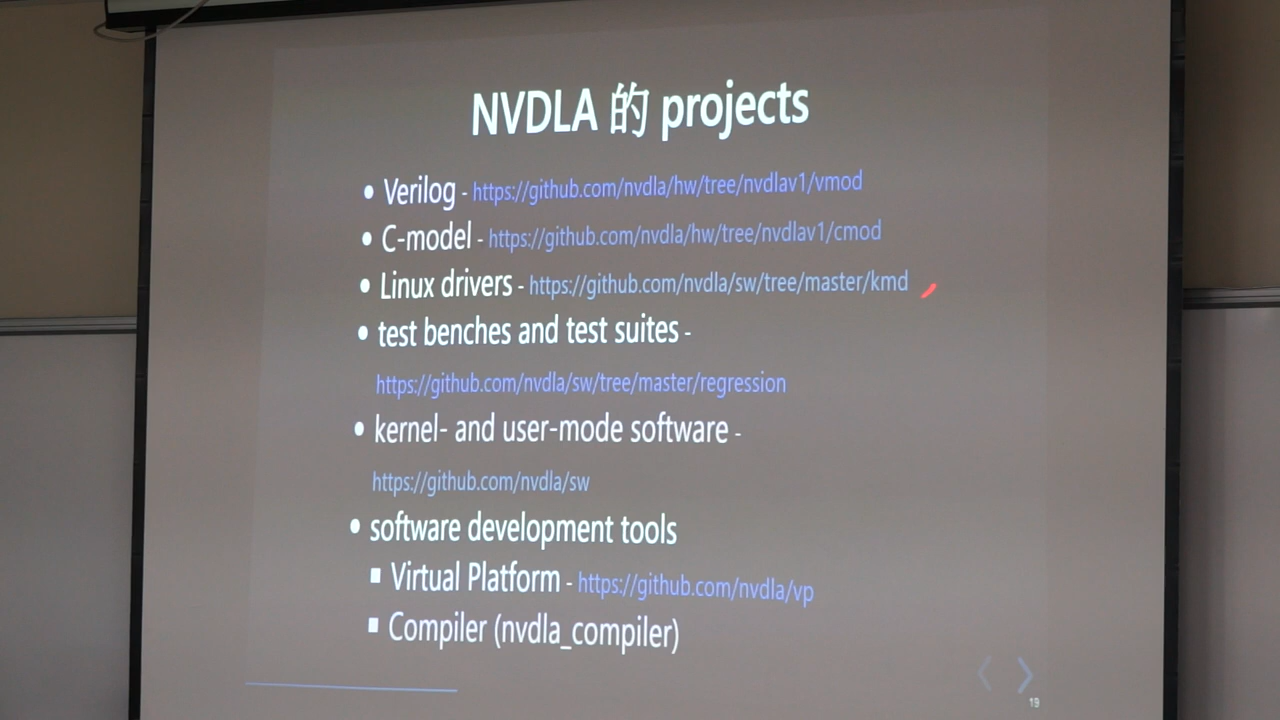 NVDLA 的 projects
• Verilog - https://github.com/nvdla/hw/tree/nvdlav1/vmod
• C-model - https://github.com/nvdla/hw/tree/nvdlav1/cmod
• Linux drivers - https://github.com/nvdla/sw/tree/master/kmd
• test benches and test suites -
https://github.com/nvdla/sw/tree/master/regression
• kernel- and user-mode software -
https://github.com/nvdla/sw
• software development tools
▪ Virtual Platform - https://github.com/nvdla/vp
▪ Compiler (nvdla_compiler)
19